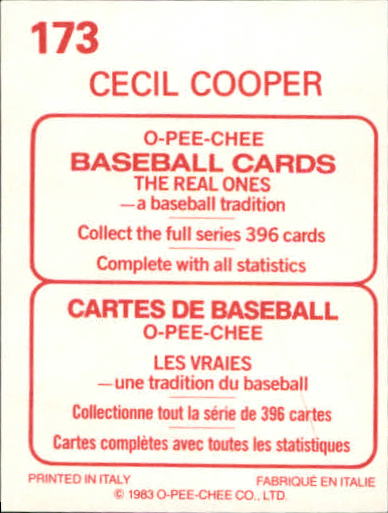 173
CECIL COOPER
O-PEE-CHEE
BASEBALL CARDS
THE REAL ONES
—a baseball tradition
Collect the full series 396 cards
Complete with all statistics
CARTES DE BASEBALL
O-PEE-CHEE
LES VRAIES
—une tradition du baseball
Collectionne tout la série de 396 cartes
Cartes complètes avec toutes les statistiques
PRINTED IN ITALY FABRIQUÉ EN ITALIE
© 1983 O-PEE-CHEE CO., LTD.